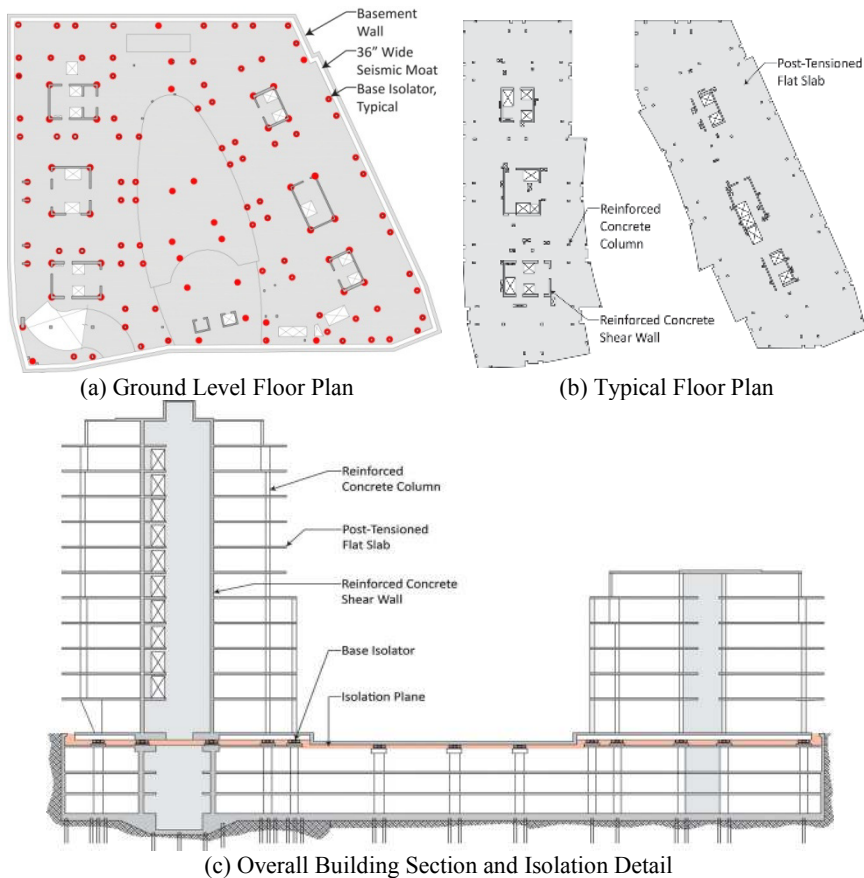 Basement
Wall
36” Wide
Seismic Moat
Base Isolator,
Typical
Post-Tensioned
Flat Slab
Reinforced
Concrete
Column
Reinforced Concrete
Shear Wall
(a) Ground Level Floor Plan
(b) Typical Floor Plan
Reinforced
Concrete Column
Post-Tensioned
Flat Slab
Reinforced Concrete
Shear Wall
Base Isolator
Isolation Plane
(c) Overall Building Section and Isolation Detail